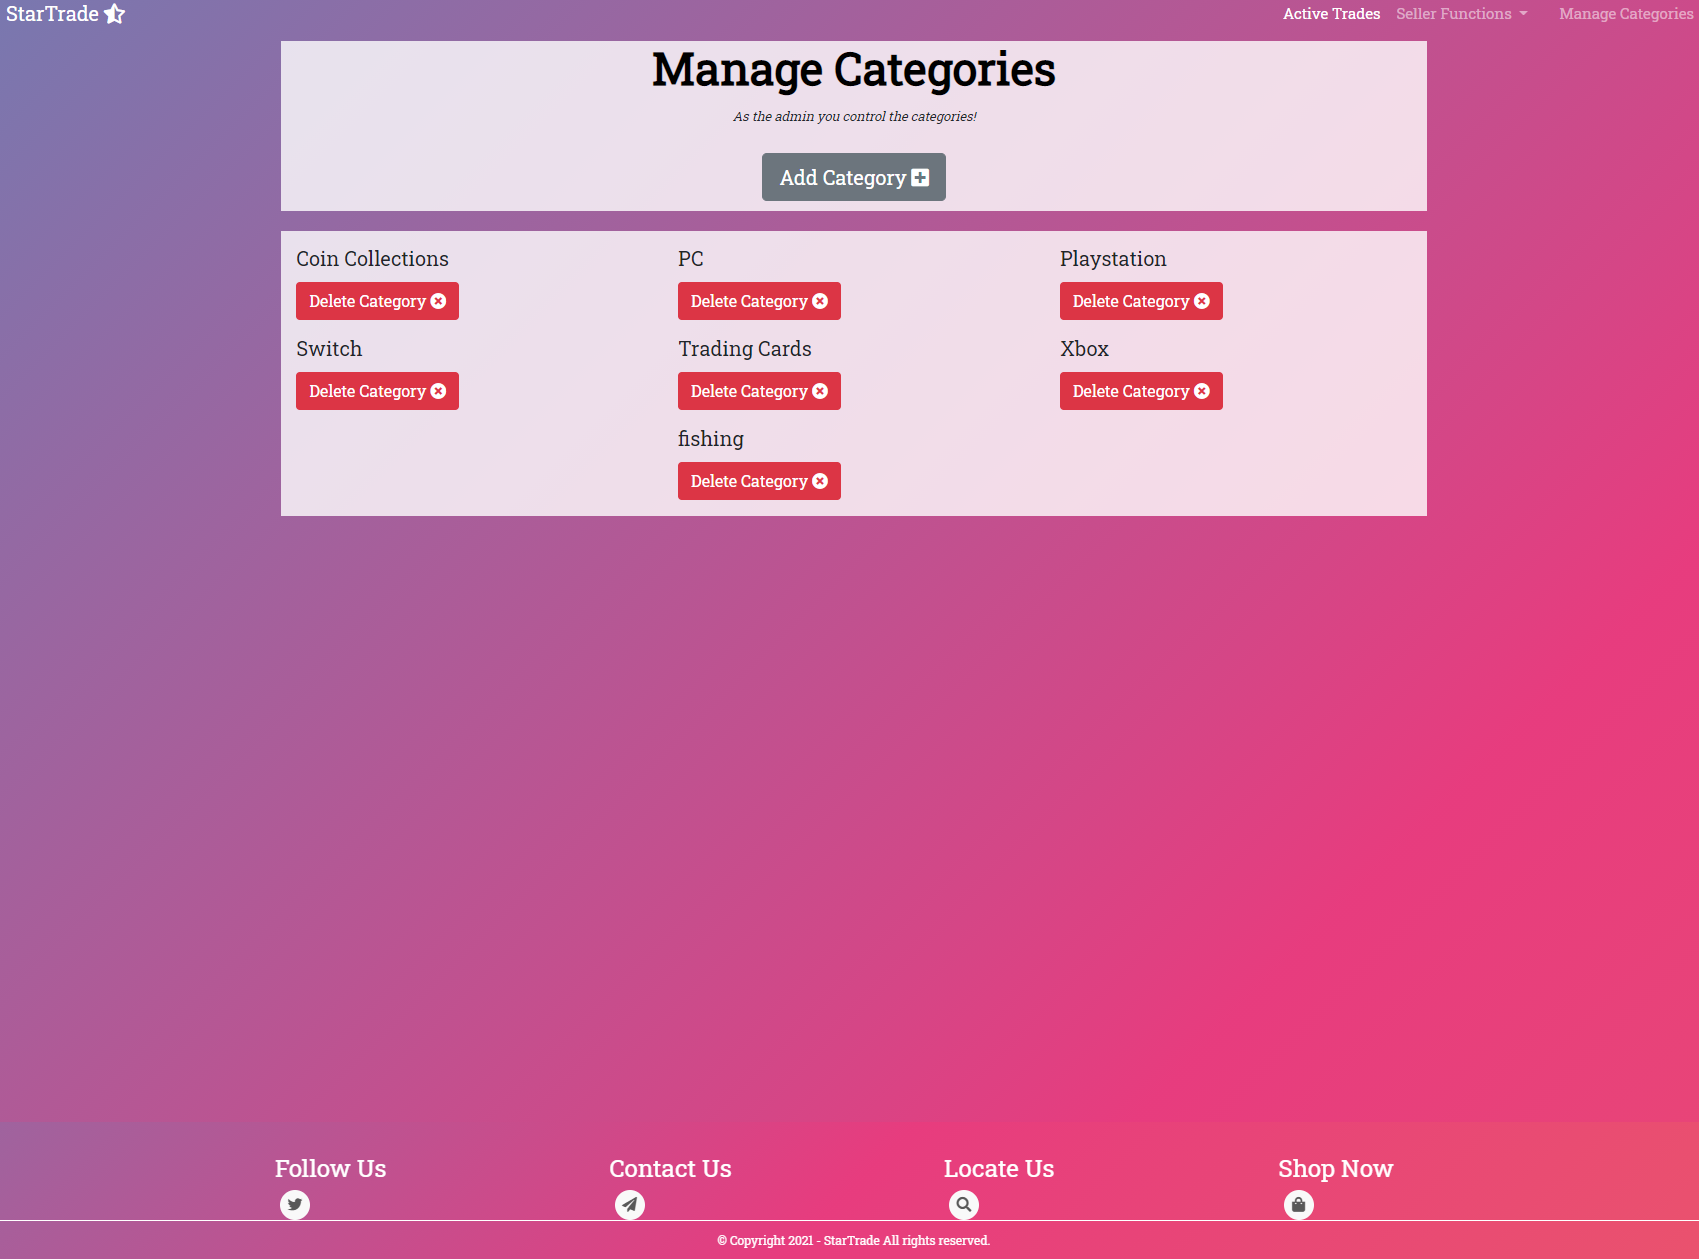 StarTrade
Active Trades Seller Functions Manage Categories
Manage Categories
As the admin you control the categories!
Add Category
Coin Collections PC Playstation
Delete Category Delete Category Delete Category
Switch Trading Cards Xbox
Delete Category Delete Category Delete Category
fishing
Delete Category
Follow Us Contact Us Locate Us Shop Now
© Copyright 2021 - StarTrade All rights reserved.